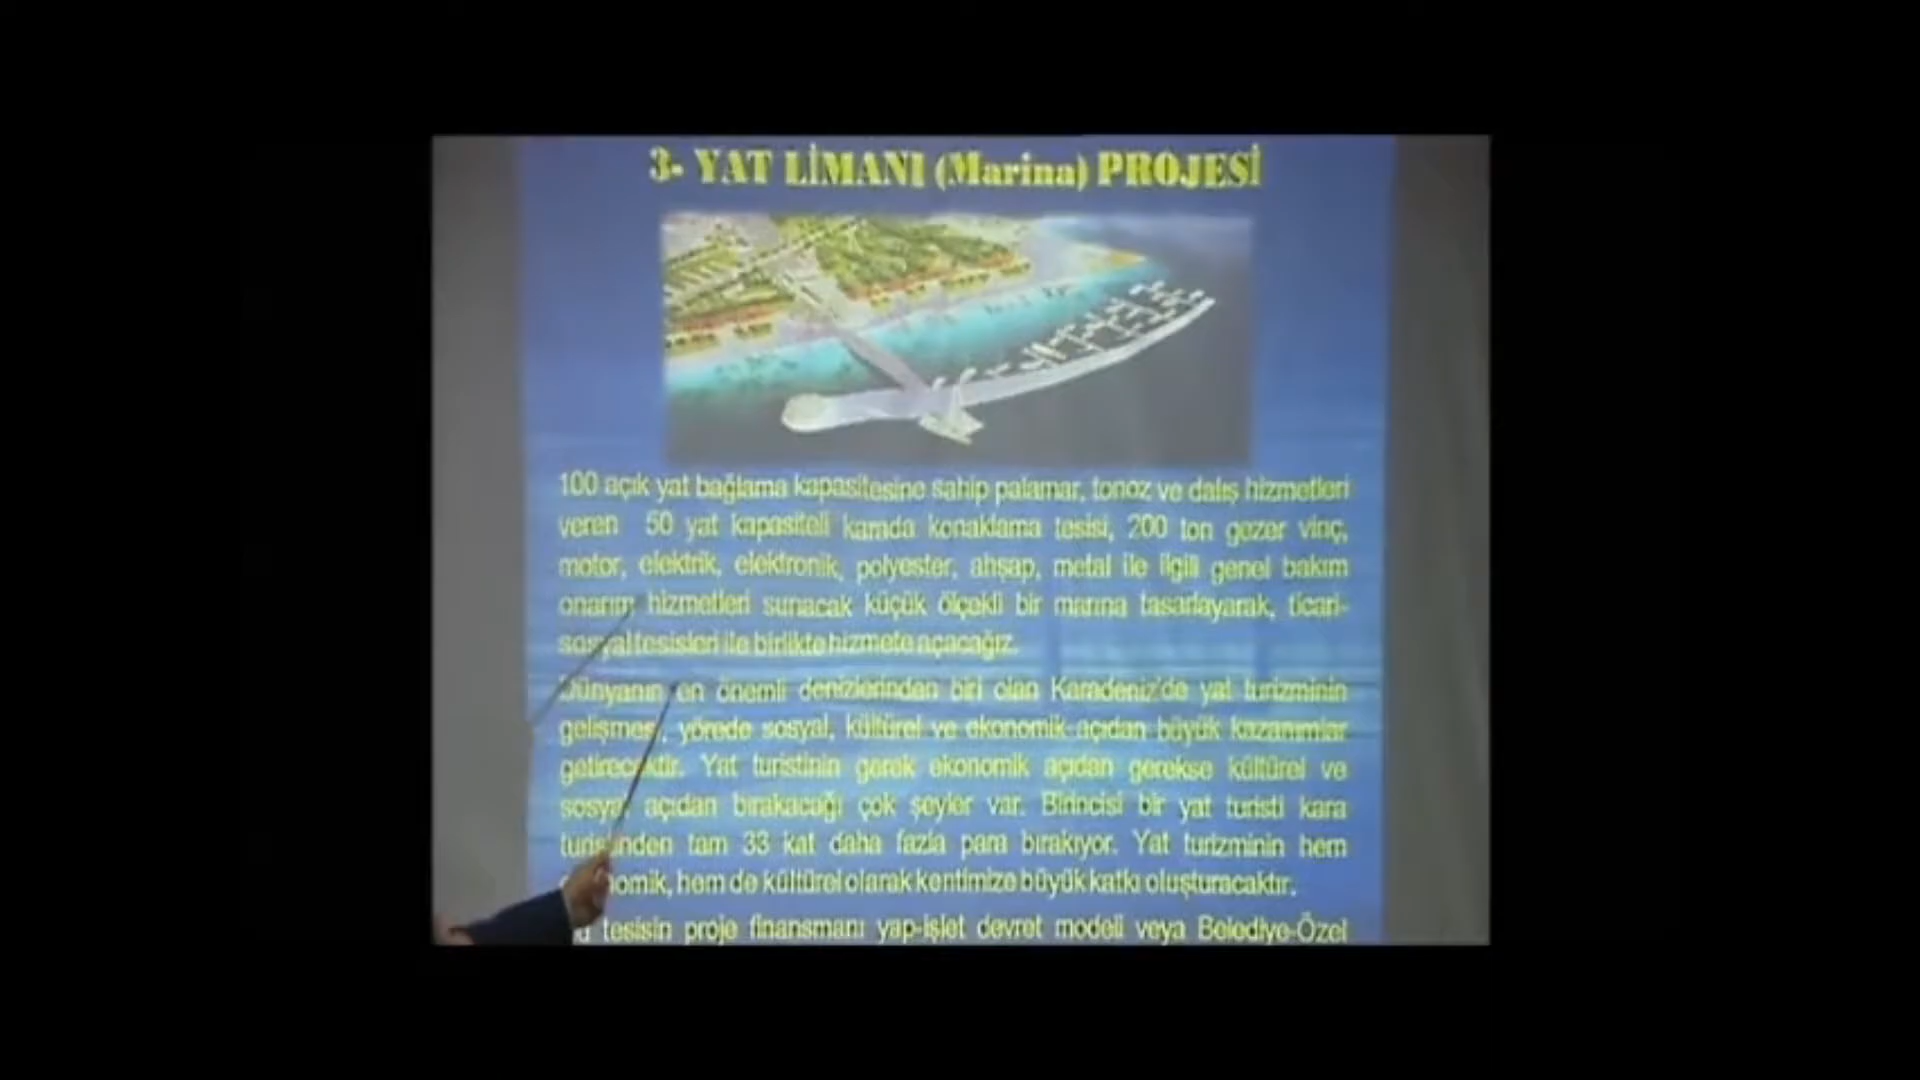 3- YAT LİMANI (Marina) PROJESİ
100 açık yat bağlama kapasitesine sahip palamar, tonoz ve dalış hizmetleri
veren 50 yat kapasiteli karada konaklama tesisi, 200 ton gezer vinç,
motor, elektrik, elektronik, polyester, ahşap, metal ile ilgili genel bakım
onarım hizmetleri sunacak küçük ölçekli bir marina tasarlayarak, ticari-
sosyal tesisleri ile birlikte hizmete açacağız.
Dünyanın en önemli denizlerinden biri olan Karadeniz'de yat turizminin
gelişmesi, yörede sosyal, kültürel ve ekonomik açıdan büyük kazanımlar
getirecektir. Yat turistinin gerek ekonomik açıdan gerekse kültürel ve
sosyal açıdan bırakacağı çok şeyler var. Birincisi bir yat turisti kara
turistinden tam 33 kat daha fazla para bırakıyor. Yat turizminin hem
hem de kültürel olarak kentimize büyük katkı oluşturacaktır.
tesisin proje finansmanı yap-işlet devret modeli veya Belediye-Özel